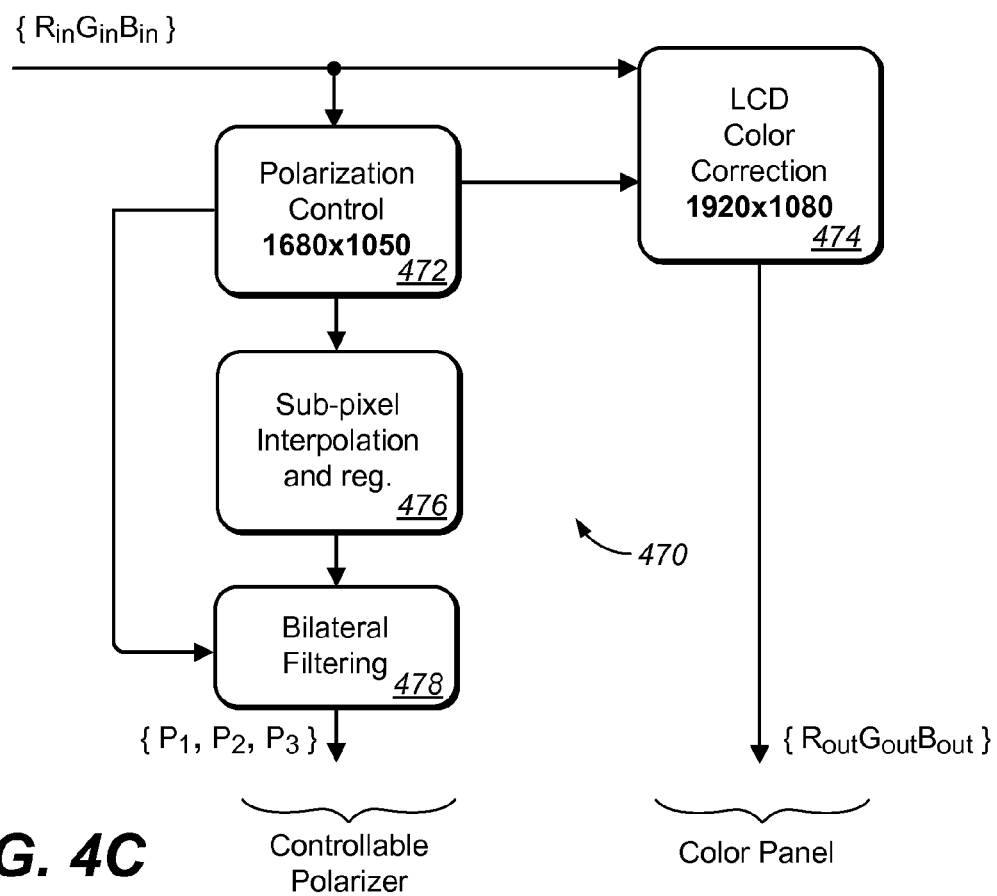 { RinGinBin }
LCD
Color
Correction
1920x1080
474
Polarization
Control
1680x1050
472
Sub-pixel
Interpolation
and reg.
476
470
Bilateral
Filtering
478
{ P1, P2, P3 }
{ RoutGoutBout }
G. 4C
Controllable
Polarizer
Color Panel